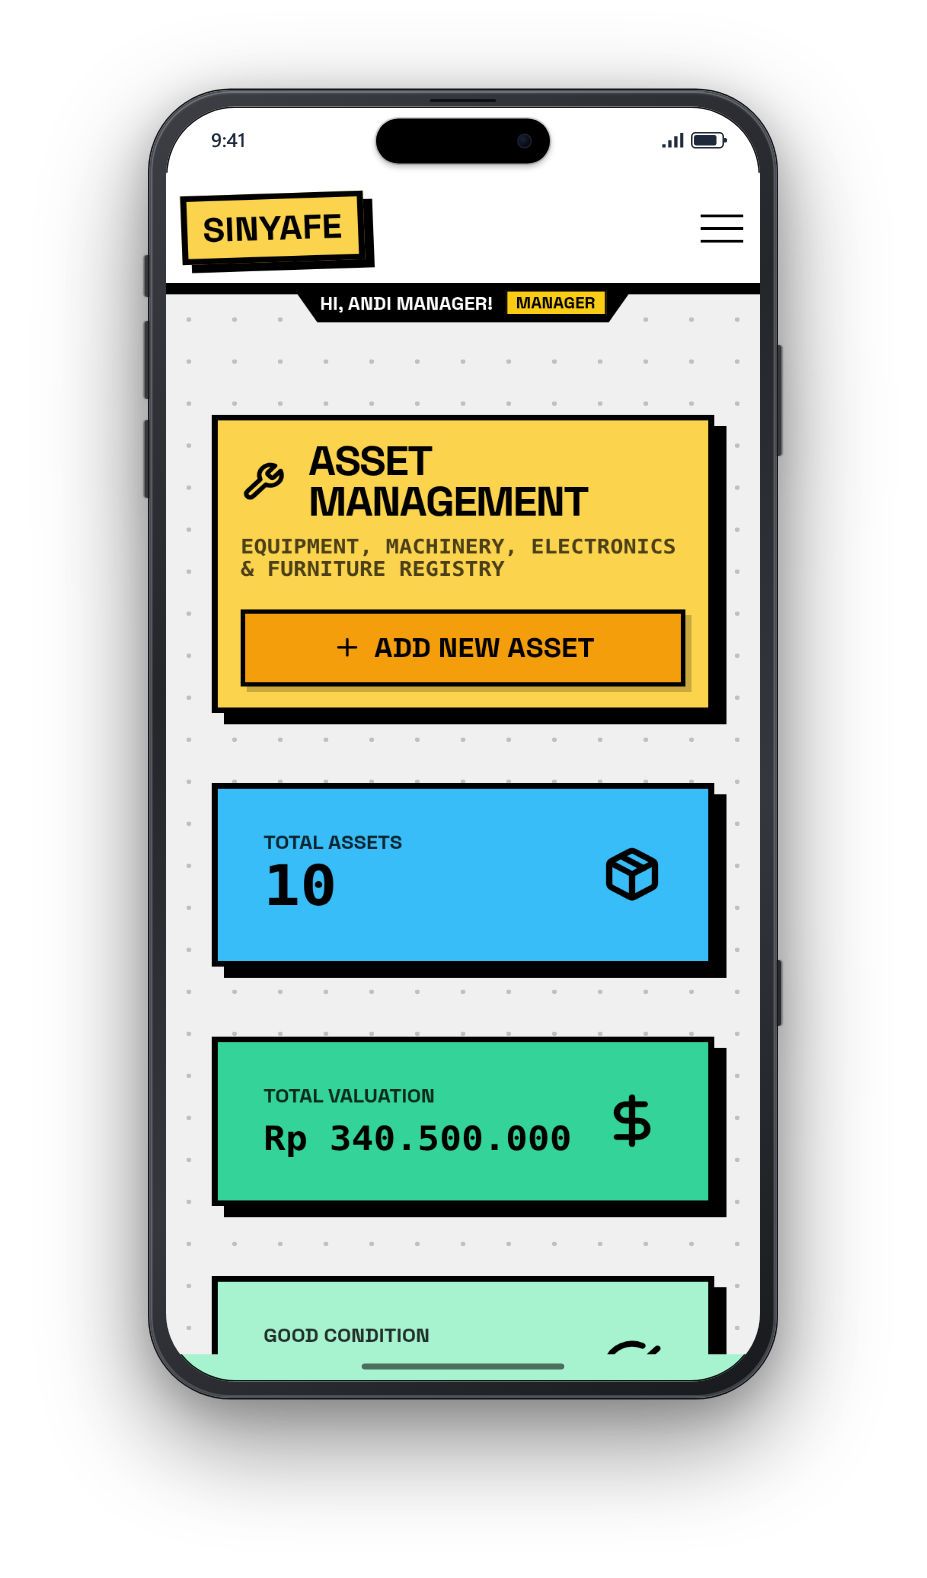 9:41
SINYAFE
HI, ANDI MANAGER! MANAGER
ASSET
MANAGEMENT
EQUIPMENT, MACHINERY, ELECTRONICS
& FURNITURE REGISTRY
+ ADD NEW ASSET
TOTAL ASSETS
10
TOTAL VALUATION
Rp 340.500.000
GOOD CONDITION